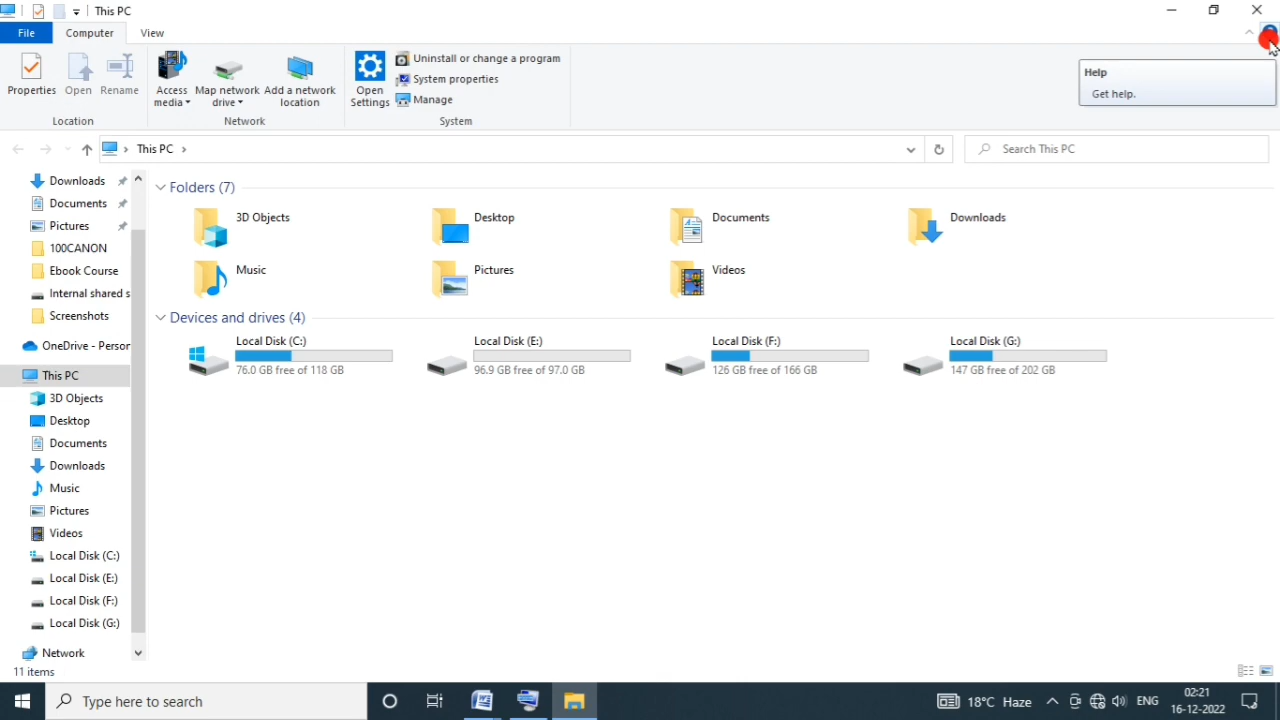 This PC
File Computer View
Help
Get help.
Properties Open Rename
Access media
Map network drive
Add a network location
Open Settings
Uninstall or change a program
System properties
Manage
Location Network System
This PC
Search This PC
Downloads
Documents
Pictures
100CANON
Ebook Course
Internal shared s
Screenshots
OneDrive - Person
This PC
3D Objects
Desktop
Documents
Downloads
Music
Pictures
Videos
Local Disk (C:)
Local Disk (E:)
Local Disk (F:)
Local Disk (G:)
Network
Folders (7)
3D Objects
Desktop
Documents
Downloads
Music
Pictures
Videos
Devices and drives (4)
Local Disk (C:)
76.0 GB free of 118 GB
Local Disk (E:)
96.9 GB free of 97.0 GB
Local Disk (F:)
126 GB free of 166 GB
Local Disk (G:)
147 GB free of 202 GB
11 items
Type here to search
18°C Haze
ENG
02:21
16-12-2022